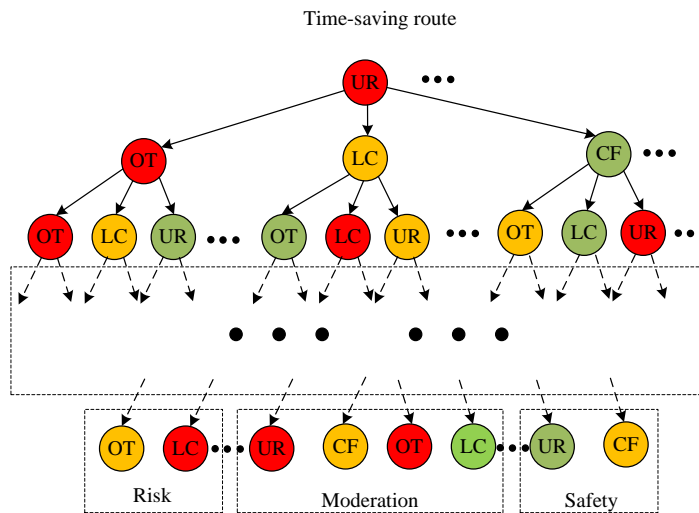 Time-saving route
UR
OT LC CF
OT LC UR OT LC UR OT LC UR
OT LC UR CF OT LC UR CF
Risk Moderation Safety